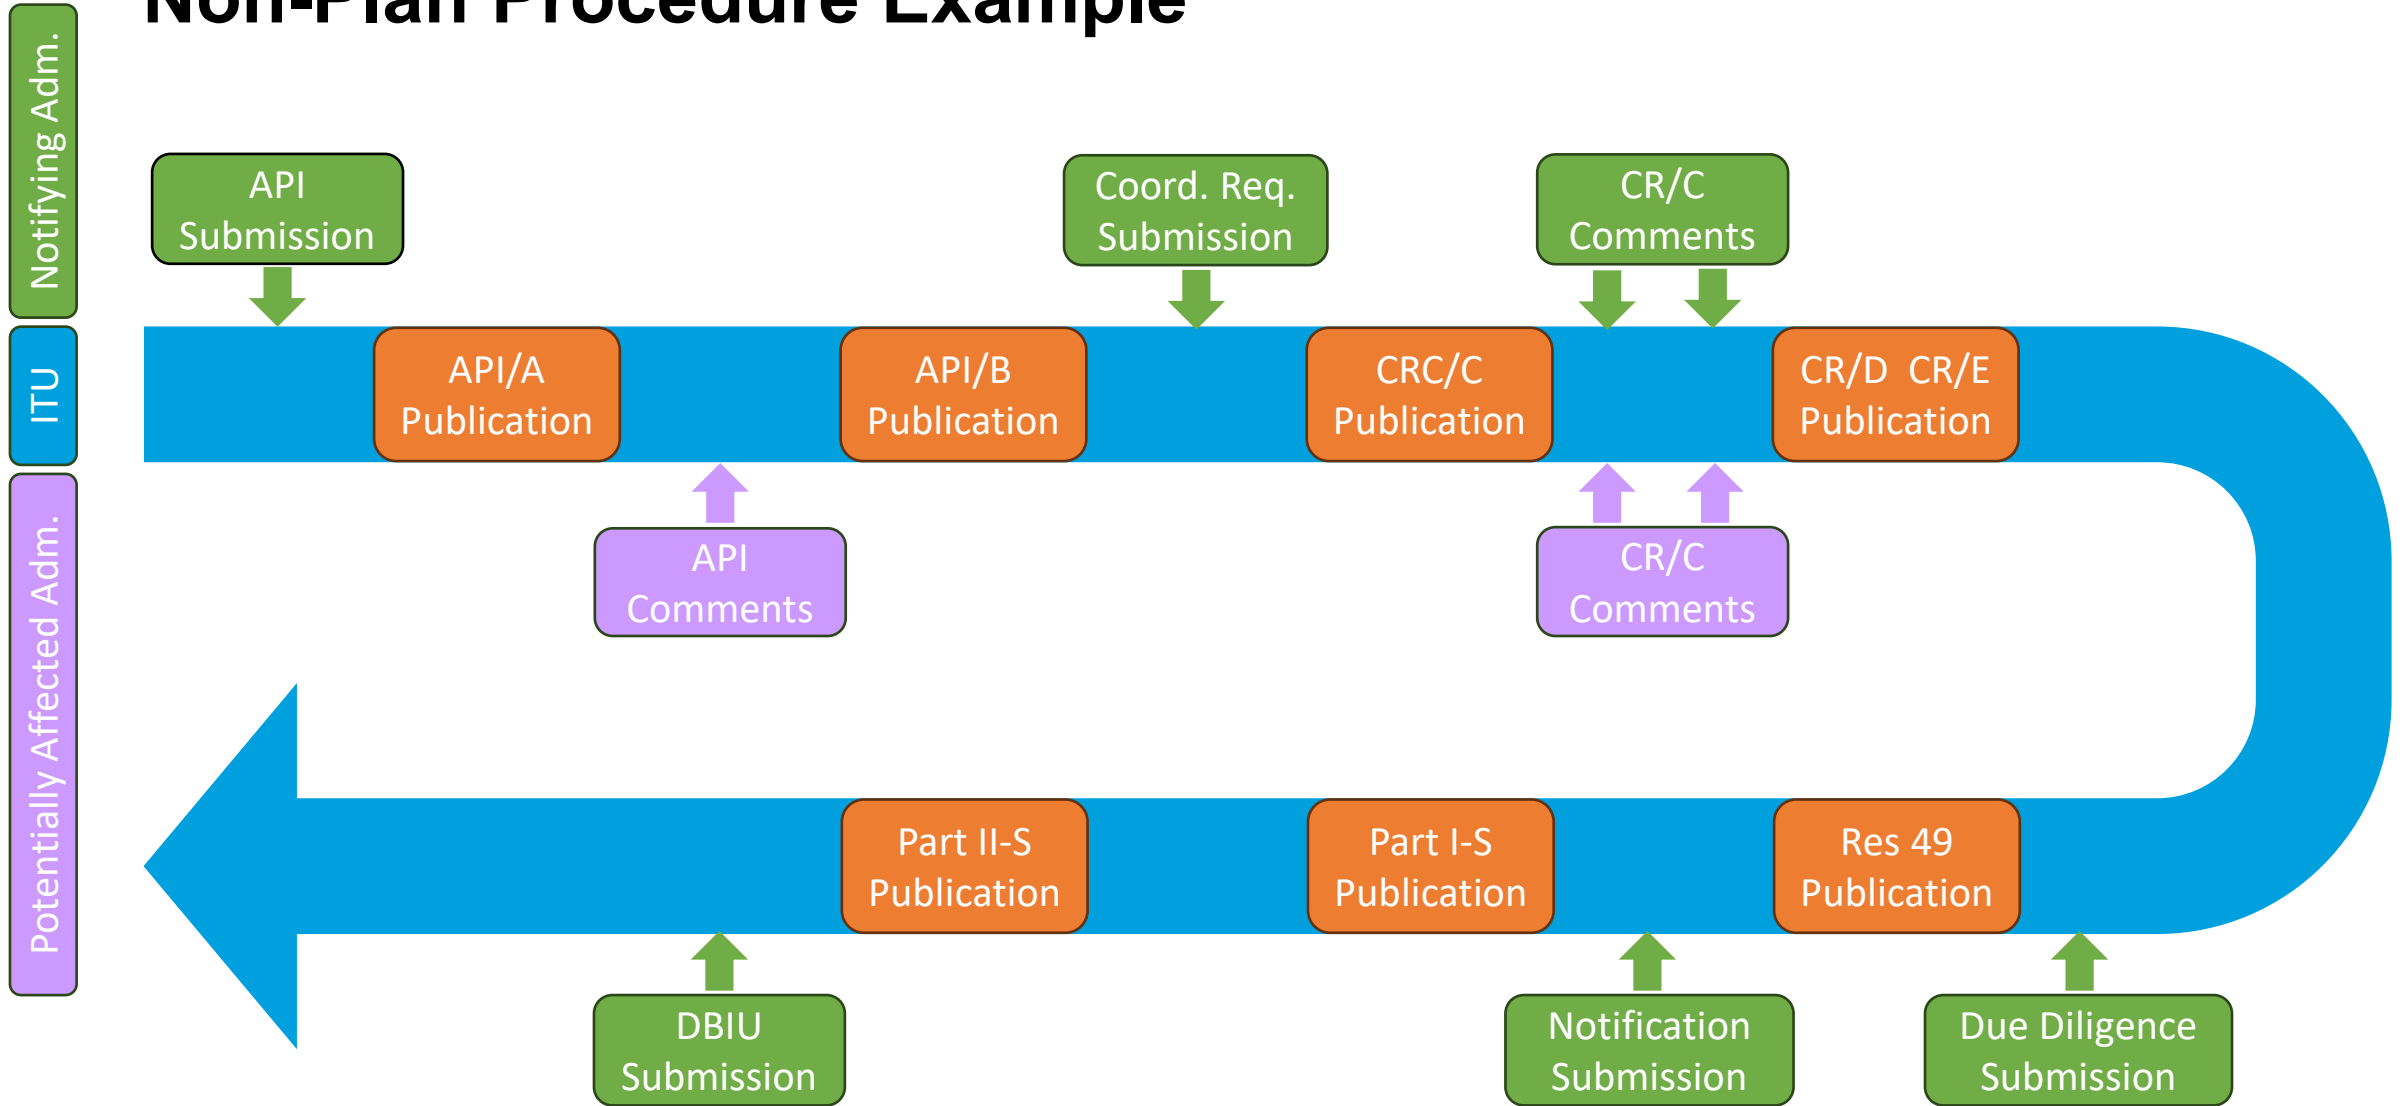 Non-Plan Procedure Example
Notifying Adm.
ITU
Potentially Affected Adm.
API
Submission
Coord. Req.
Submission
CR/C
Comments
API/A
Publication
API/B
Publication
CRC/C
Publication
CR/D CR/E
Publication
API
Comments
CR/C
Comments
Part II-S
Publication
Part I-S
Publication
Res 49
Publication
DBIU
Submission
Notification
Submission
Due Diligence
Submission